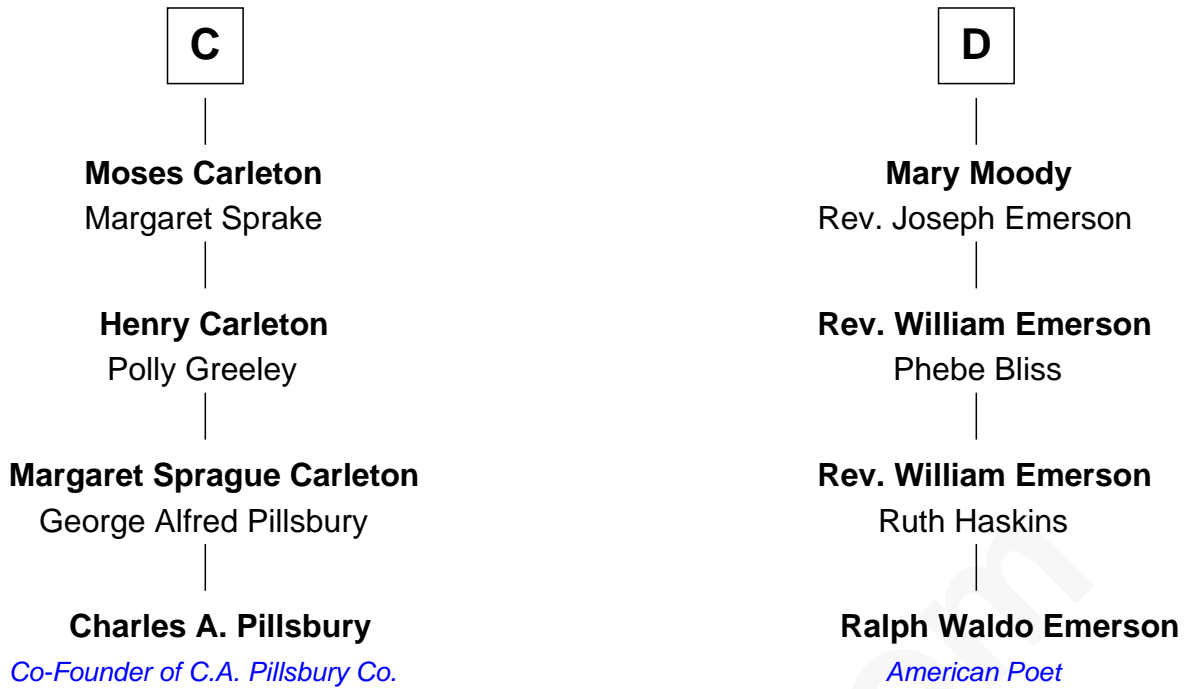 C
Moses Carleton
Margaret Sprake
Henry Carleton
Polly Greeley
Margaret Sprague Carleton
George Alfred Pillsbury
Charles A. Pillsbury
Co-Founder of C.A. Pillsbury Co.
D
Mary Moody
Rev. Joseph Emerson
Rev. William Emerson
Phebe Bliss
Rev. William Emerson
Ruth Haskins
Ralph Waldo Emerson
American Poet
om